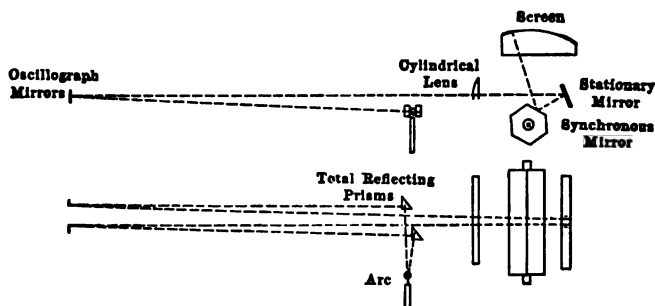 Screen
Oscillograph
Mirrors
Cylindrical
Lens
Stationary
Mirror
Synchronous
Mirror
Total Reflecting
Prisms
Arc